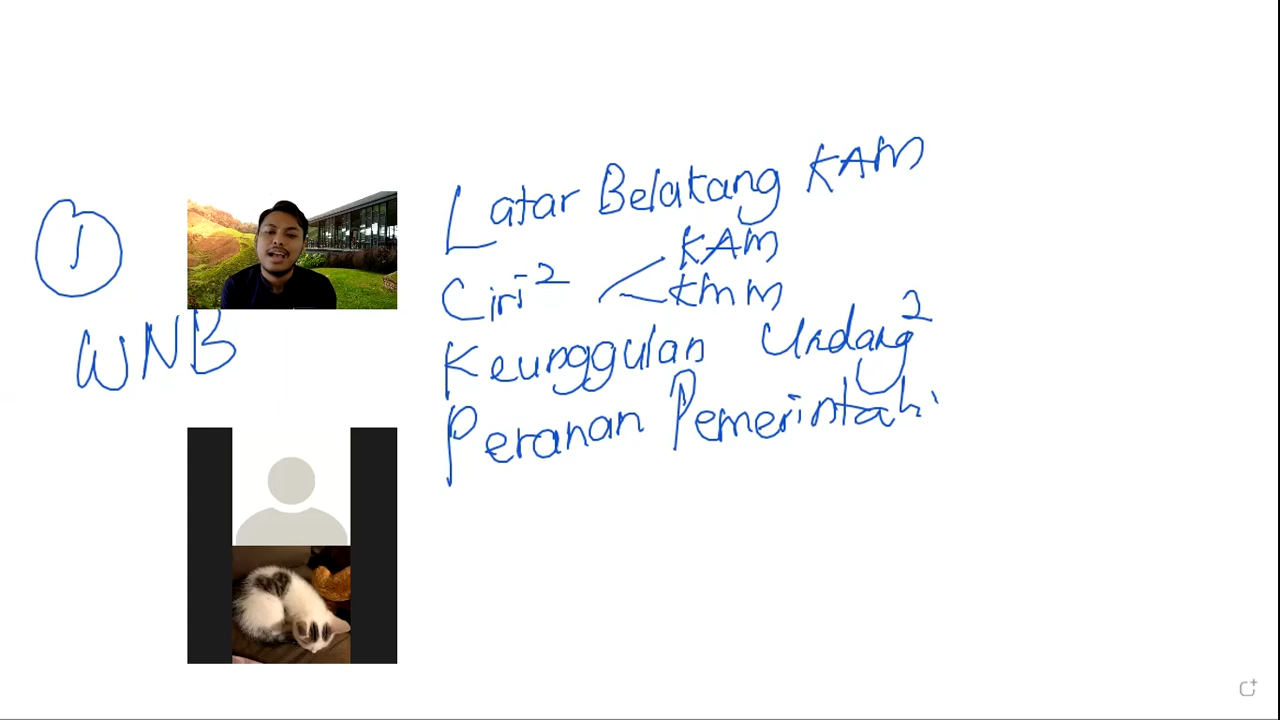 1
WNB
Latar Belakang KAM
Ciri² < KAM
KMM
Keunggulan Undang²
Peranan Pemerintah